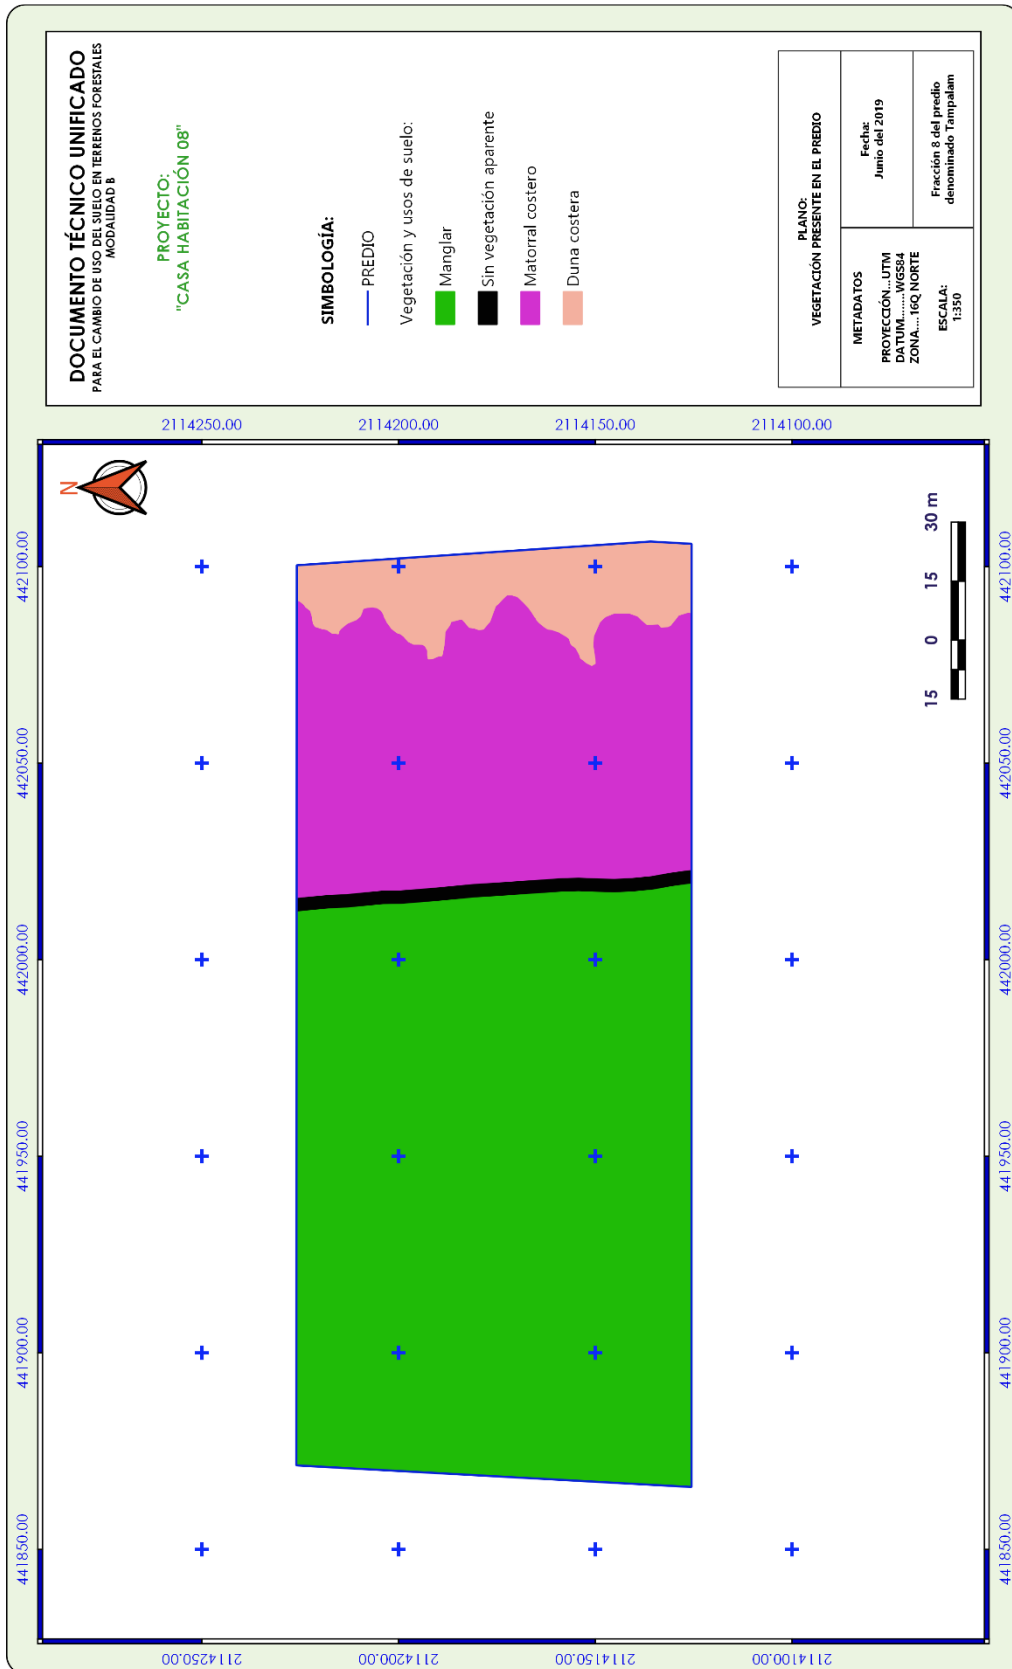 DOCUMENTO TÉCNICO UNIFICADO
PARA EL CAMBIO DE USO DEL SUELO EN TERRENOS FORESTALES
MODALIDAD B
PROYECTO:
"CASA HABITACIÓN 08"
SIMBOLOGÍA:
PREDIO
Vegetación y usos de suelo:
Manglar
Sin vegetación aparente
Matorral costero
Duna costera
PLANO:
VEGETACIÓN PRESENTE EN EL PREDIO
METADATOS
PROYECCIÓN...UTM
DATUM........WGS84
ZONA....16Q NORTE
ESCALA:
1:350
Fecha:
Junio del 2019
Fracción 8 del predio
denominado Tampalam
N
441850.00
441900.00
441950.00
442000.00
442050.00
442100.00
2114250.00
2114200.00
2114150.00
2114100.00
2114250.00
2114200.00
2114150.00
2114100.00
15 0 15 30 m
441850.00
441900.00
441950.00
442000.00
442050.00
442100.00